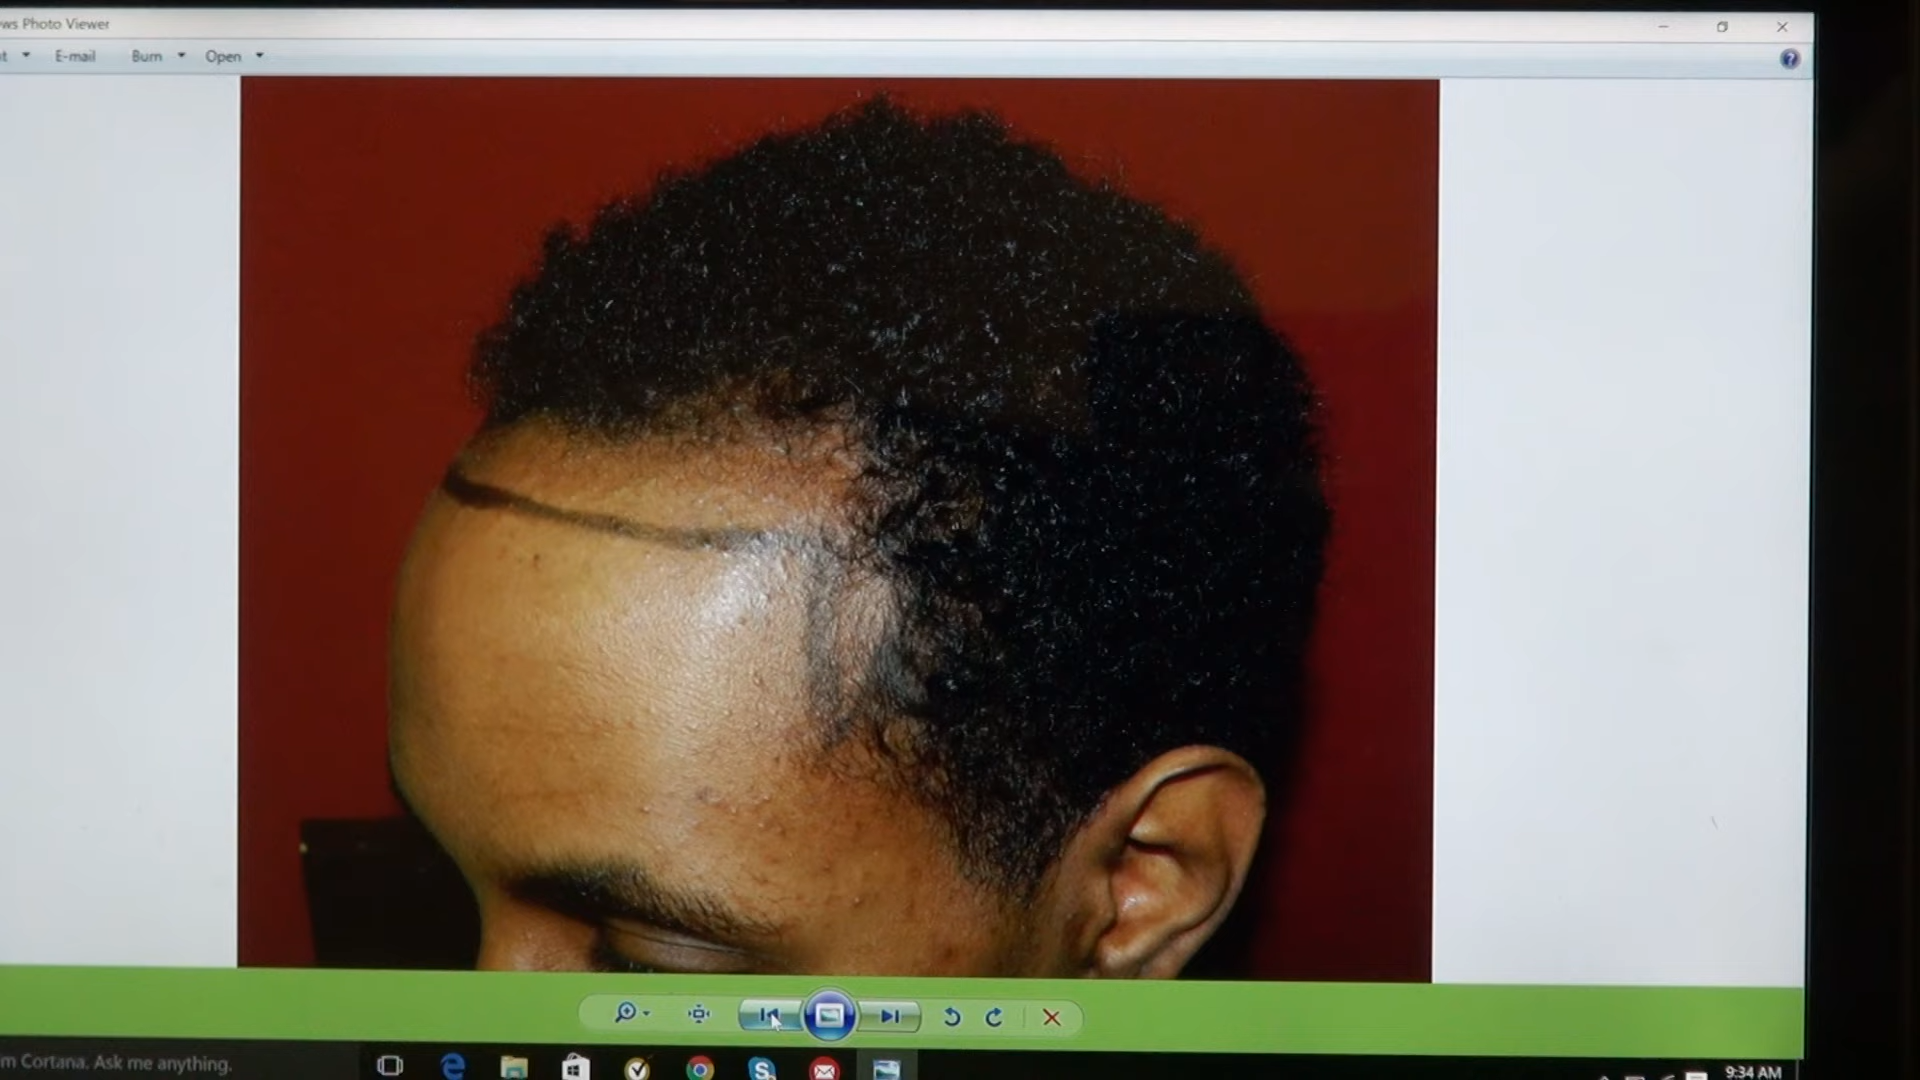 ws Photo Viewer
t E-mail Burn Open
m Cortana. Ask me anything.
9:34 AM